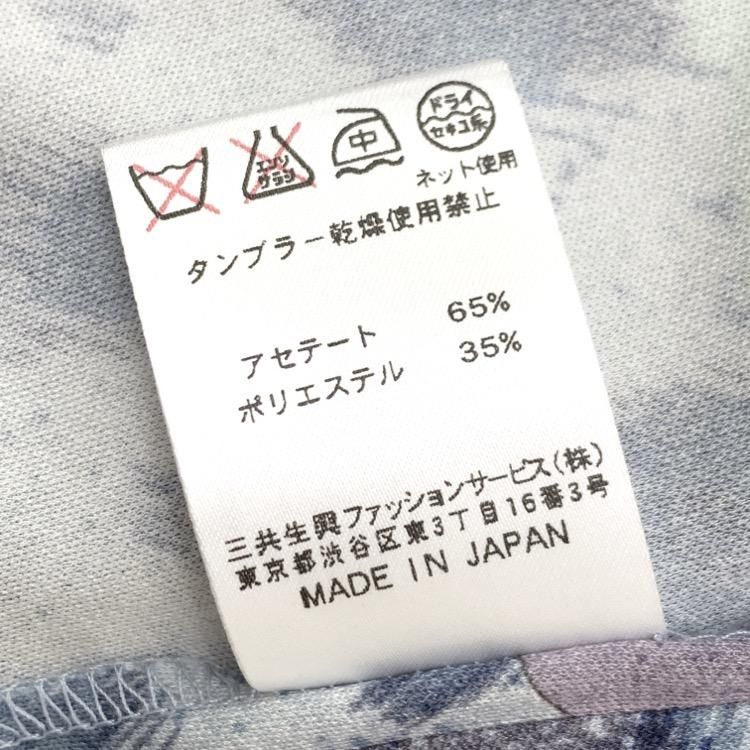 エンソサラシ
中
ドライ
セキユ系
ネット使用
タンブラー乾燥使用禁止
アセテート 65%
ポリエステル 35%
三共生興ファッションサービス(株)
東京都渋谷区東3丁目16番3号
MADE IN JAPAN